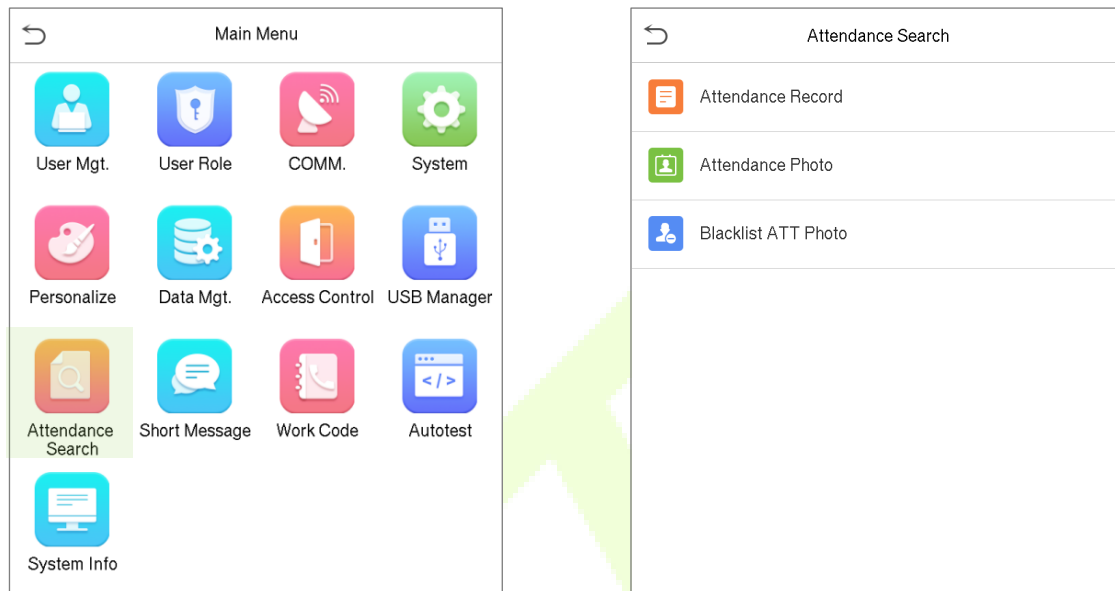 Main Menu
User Mgt.
User Role
COMM.
System
Personalize
Data Mgt.
Access Control
USB Manager
Attendance
Search
Short Message
Work Code
Autotest
System Info
Attendance Search
Attendance Record
Attendance Photo
Blacklist ATT Photo